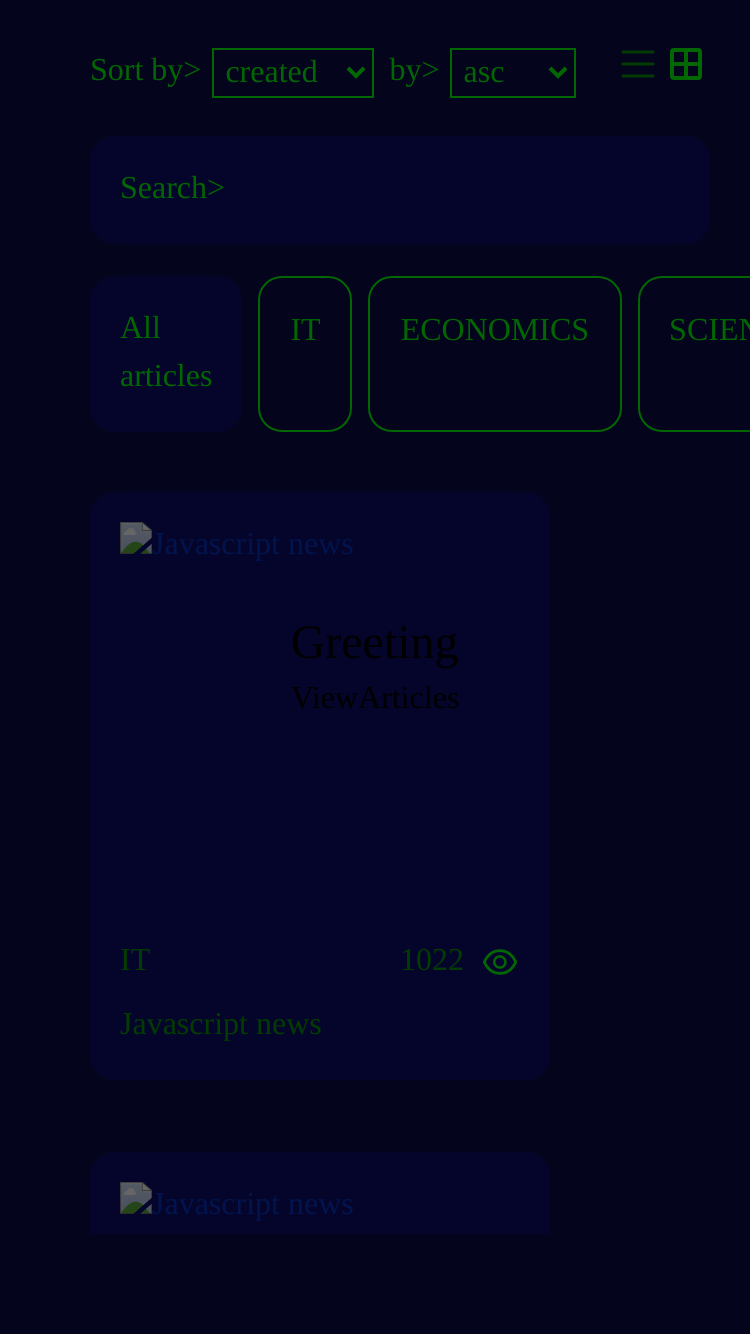 Sort by> created by> asc
Search>
All articles IT ECONOMICS SCIEN
Javascript news
Greeting
ViewArticles
IT 1022
Javascript news
Javascript news